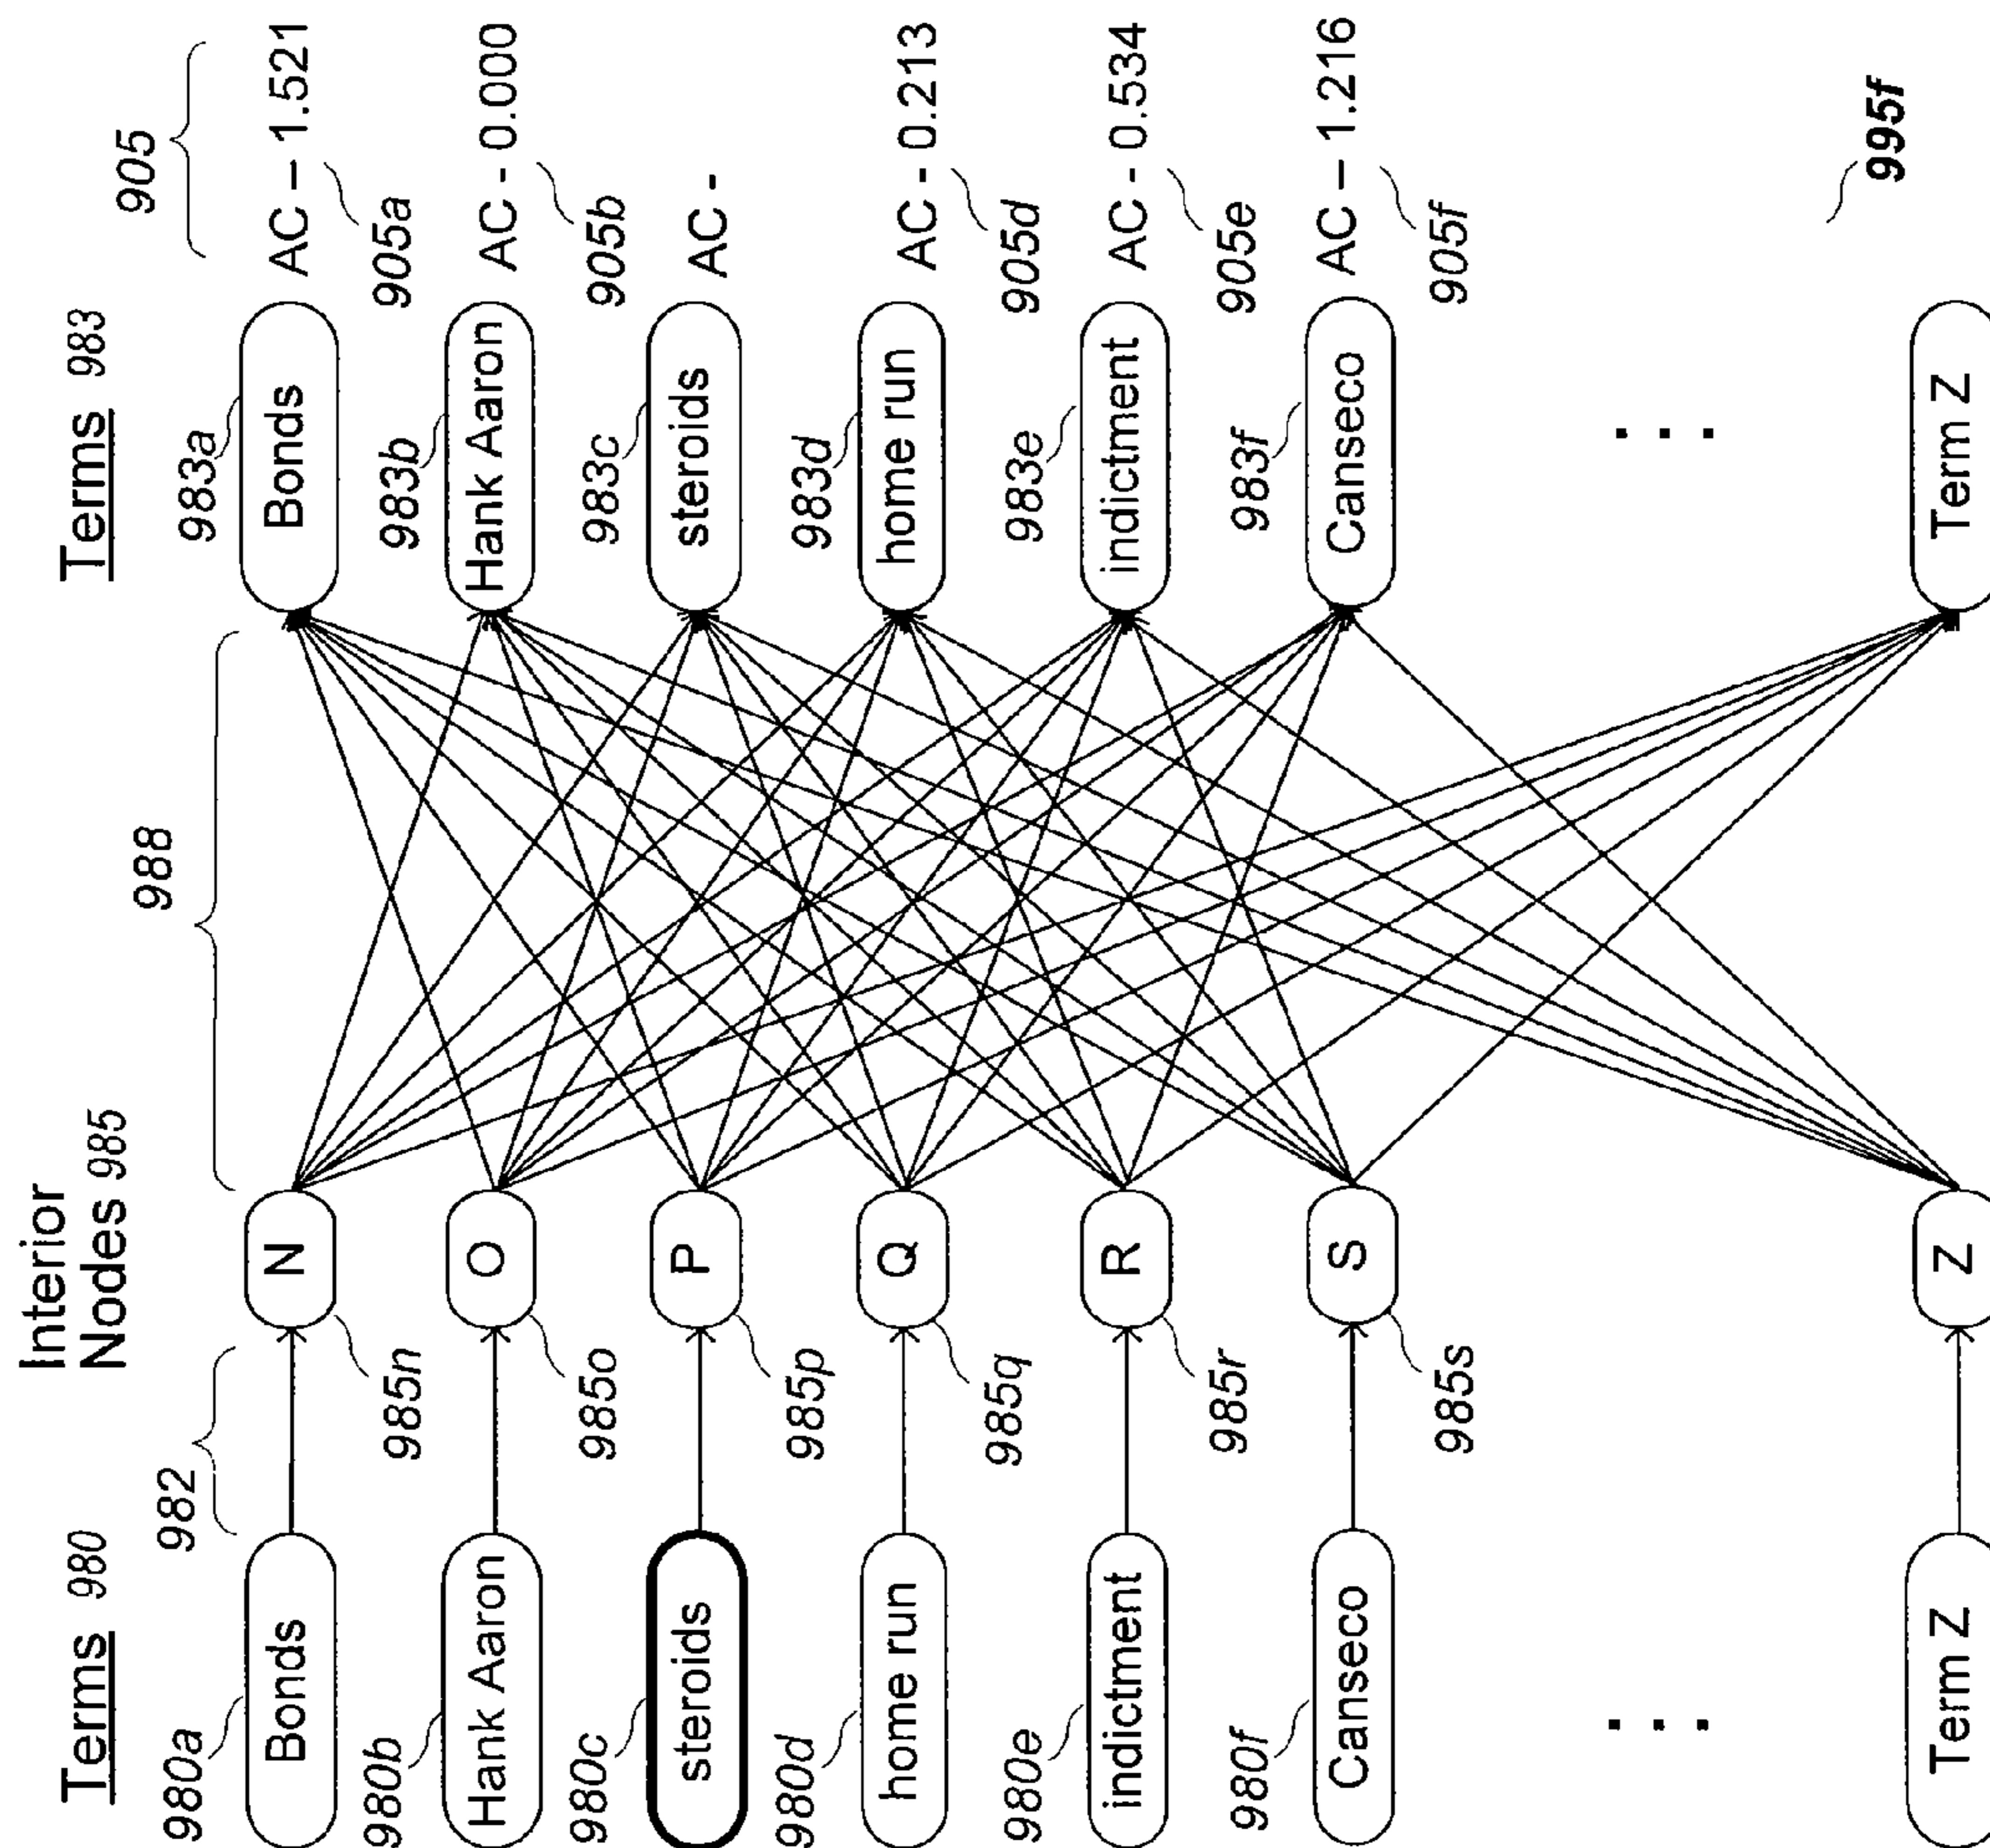 Terms 980
Interior
Nodes 985
Terms 983
982
988
905
980a
Bonds
N
985n
983a
Bonds
AC – 1.521
905a
980b
Hank Aaron
O
985o
983b
Hank Aaron
AC - 0.000
905b
980c
steroids
P
985p
983c
steroids
AC -
980d
home run
Q
985q
983d
home run
AC - 0.213
905d
980e
indictment
R
985r
983e
indictment
AC - 0.534
905e
980f
Canseco
S
985s
983f
Canseco
AC – 1.216
905f
. . .
. . .
995f
Term Z
Z
Term Z